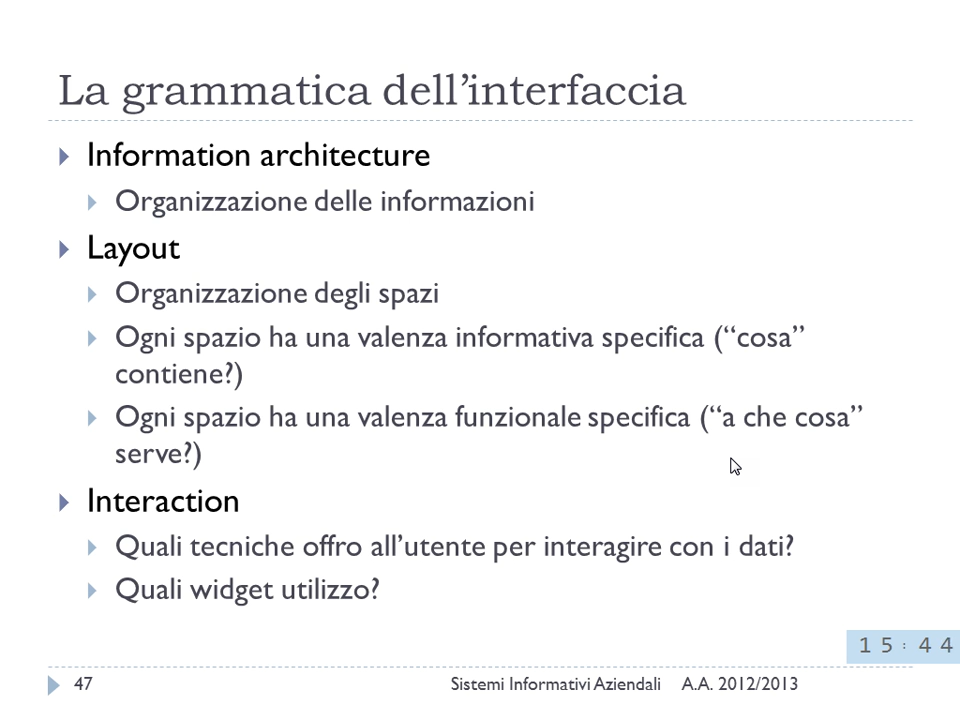 La grammatica dell’interfaccia
Information architecture
Organizzazione delle informazioni
Layout
Organizzazione degli spazi
Ogni spazio ha una valenza informativa specifica (“cosa”
contiene?)
Ogni spazio ha una valenza funzionale specifica (“a che cosa”
serve?)
Interaction
Quali tecniche offro all’utente per interagire con i dati?
Quali widget utilizzo?
15:44
47 Sistemi Informativi Aziendali A.A. 2012/2013